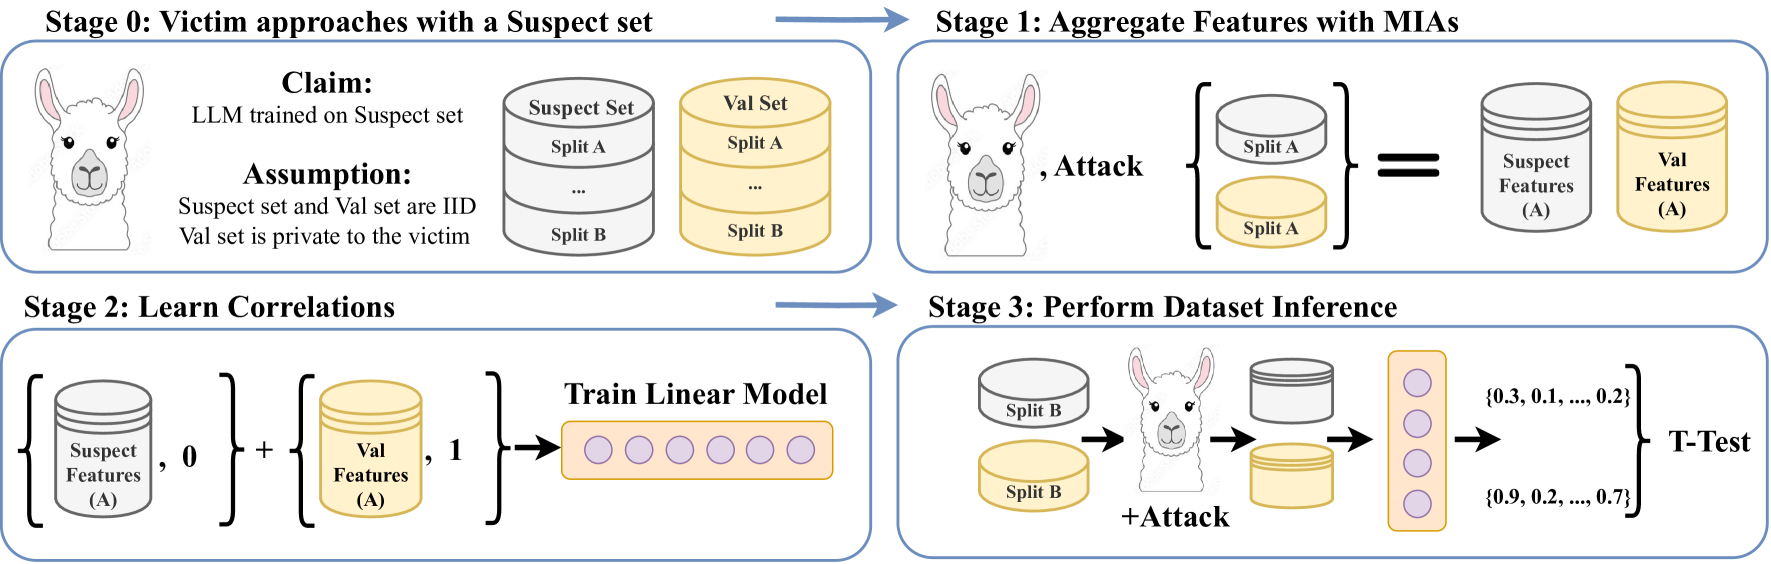 Stage 0: Victim approaches with a Suspect set
Claim:
LLM trained on Suspect set
Assumption:
Suspect set and Val set are IID
Val set is private to the victim
Suspect Set
Split A
...
Split B
Val Set
Split A
...
Split B
Stage 1: Aggregate Features with MIAs
, Attack
{
Split A
Split A
}
=
Suspect
Features
(A)
Val
Features
(A)
Stage 2: Learn Correlations
{
Suspect
Features
(A)
, 0
}
+
{
Val
Features
(A)
, 1
}
Train Linear Model
Stage 3: Perform Dataset Inference
Split B
Split B
+Attack
{0.3, 0.1, ..., 0.2}
{0.9, 0.2, ..., 0.7}
}
T-Test